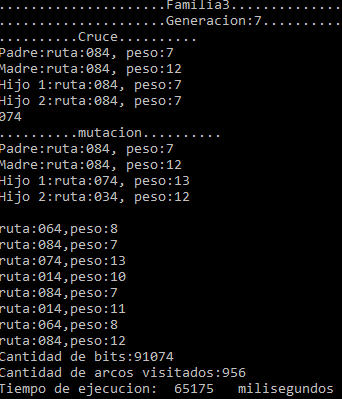 .....................Familia3..............
.....................Generacion:7..........
.............Cruce..........
Padre:ruta:084, peso:7
Madre:ruta:084, peso:12
Hijo 1:ruta:084, peso:7
Hijo 2:ruta:084, peso:7
074
..........mutacion..........
Padre:ruta:084, peso:7
Madre:ruta:084, peso:12
Hijo 1:ruta:074, peso:13
Hijo 2:ruta:034, peso:12
ruta:064,peso:8
ruta:084,peso:7
ruta:074,peso:13
ruta:014,peso:10
ruta:084,peso:7
ruta:014,peso:11
ruta:064,peso:8
ruta:084,peso:12
Cantidad de bits:91074
Cantidad de arcos visitados:956
Tiempo de ejecucion:  65175   milisegundos